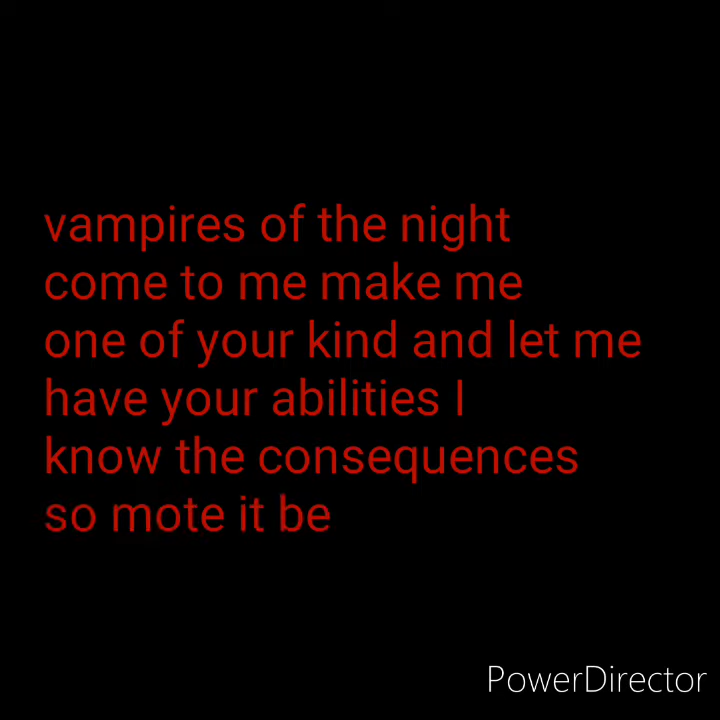 vampires of the night
come to me make me
one of your kind and let me
have your abilities I
know the consequences
so mote it be
PowerDirector